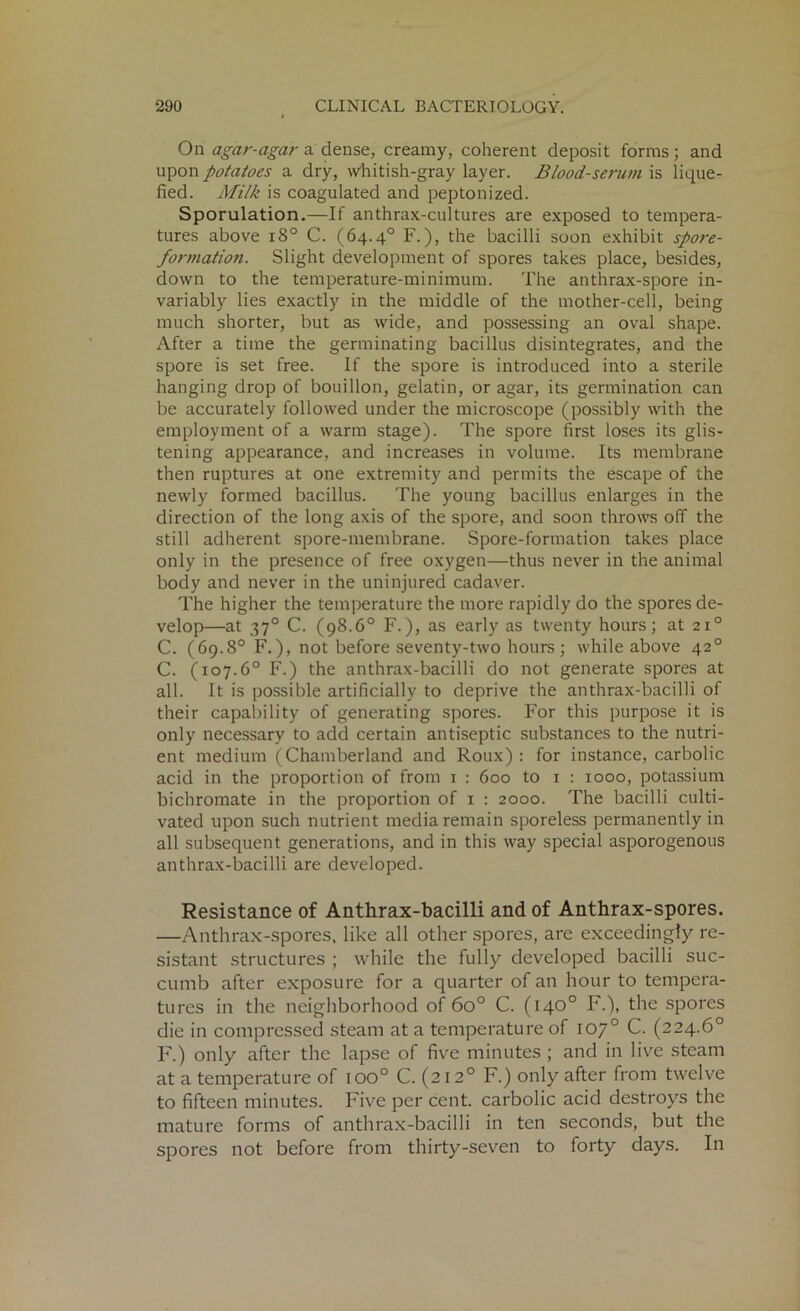 290 CLINICAL BACTERIOLOGY.
On agar-agar a dense, creamy, coherent deposit forms; and
upon potatoes a dry, whitish-gray layer. Blood-serum is lique-
fied. Milk is coagulated and peptonized.
Sporulation.—If anthrax-cultures are exposed to tempera-
tures above 18° C. (64.4° F.), the bacilli soon exhibit spore-
formation. Slight development of spores takes place, besides,
down to the temperature-minimum. The anthrax-spore in-
variably lies exactly in the middle of the mother-cell, being
much shorter, but as wide, and possessing an oval shape.
After a time the germinating bacillus disintegrates, and the
spore is set free. If the spore is introduced into a sterile
hanging drop of bouillon, gelatin, or agar, its germination can
be accurately followed under the microscope (possibly with the
employment of a warm stage). The spore first loses its glis-
tening appearance, and increases in volume. Its membrane
then ruptures at one extremity and permits the escape of the
newly formed bacillus. The young bacillus enlarges in the
direction of the long axis of the spore, and soon throws off the
still adherent spore-membrane. Spore-formation takes place
only in the presence of free oxygen—thus never in the animal
body and never in the uninjured cadaver.
The higher the temperature the more rapidly do the spores de-
velop—at 37° C. (98.6° F.), as early as twenty hours; at 21°
C. (69.8° F.), not before seventy-two hours; while above 42°
C. (107.6° F.) the anthrax-bacilli do not generate spores at
all. It is possible artificially to deprive the anthrax-bacilli of
their capability of generating spores. For this purpose it is
only necessary to add certain antiseptic substances to the nutri-
ent medium (Chamberland and Roux): for instance, carbolic
acid in the proportion of from 1 : 600 to 1 : 1000, potassium
bichromate in the proportion of 1 : 2000. The bacilli culti-
vated upon such nutrient media remain sporeless permanently in
all subsequent generations, and in this way special asporogenous
anthrax-bacilli are developed.
Resistance of Anthrax-bacilli and of Anthrax-spores.
—Anthrax-spores, like all other spores, are exceedingly re-
sistant structures; while the fully developed bacilli suc-
cumb after exposure for a quarter of an hour to tempera-
tures in the neighborhood of 60° C. (140° F.), the spores
die in compressed steam at a temperature of 107° C. (224.6°
F.) only after the lapse of five minutes; and in live steam
at a temperature of 100° C. (212° F.) only after from twelve
to fifteen minutes. Five per cent. carbolic acid destroys the
mature forms of anthrax-bacilli in ten seconds, but the
spores not before from thirty-seven to forty days. In